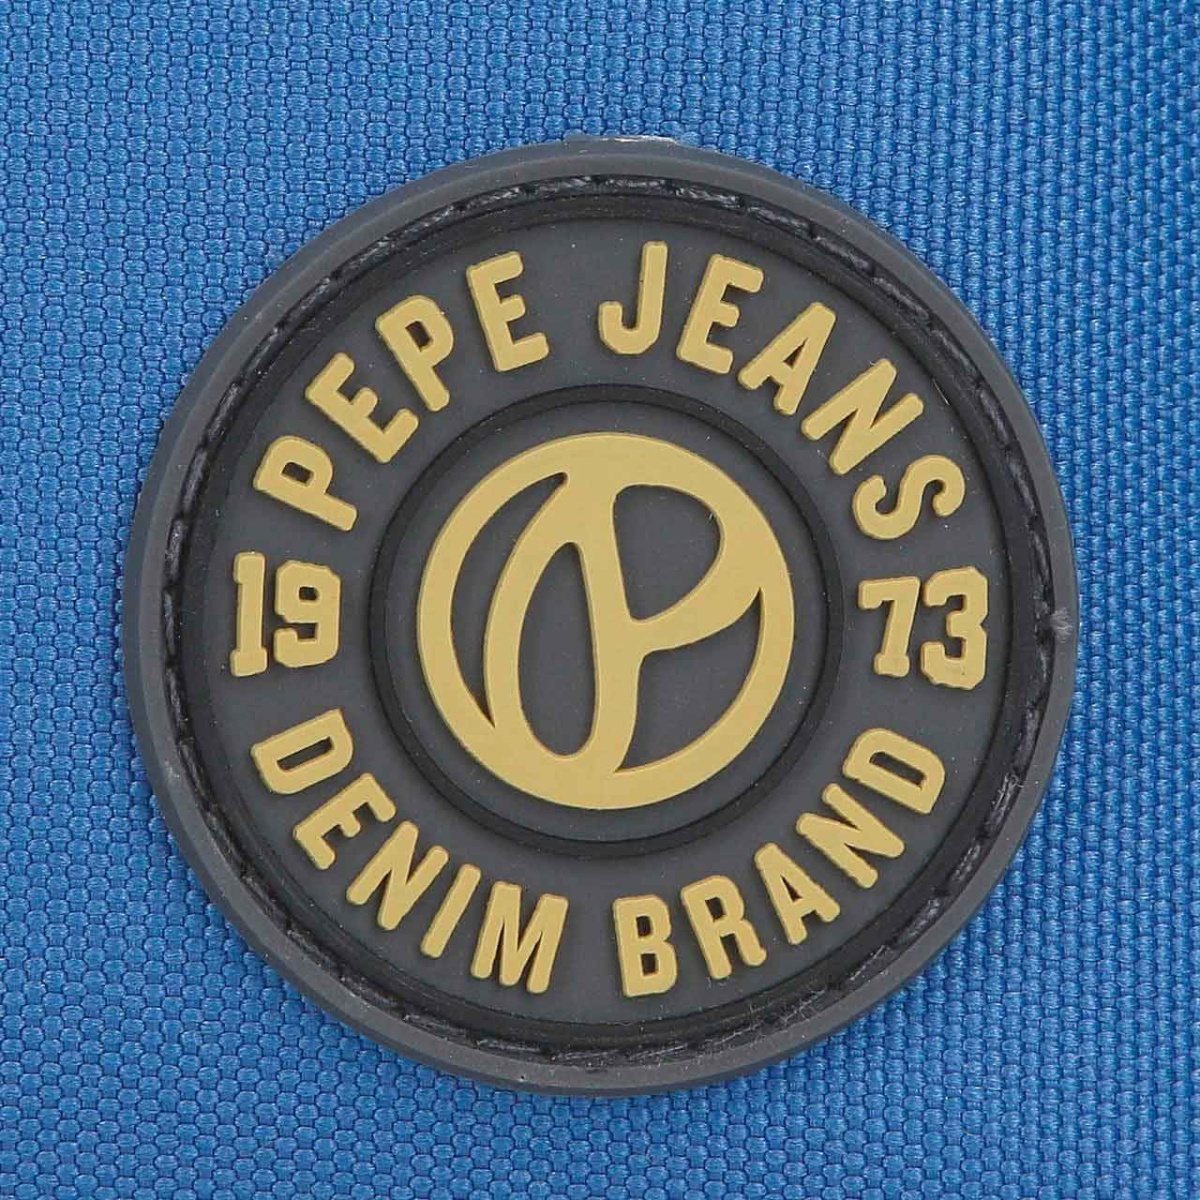 PEPE JEANS
19 73
DENIM BRAND